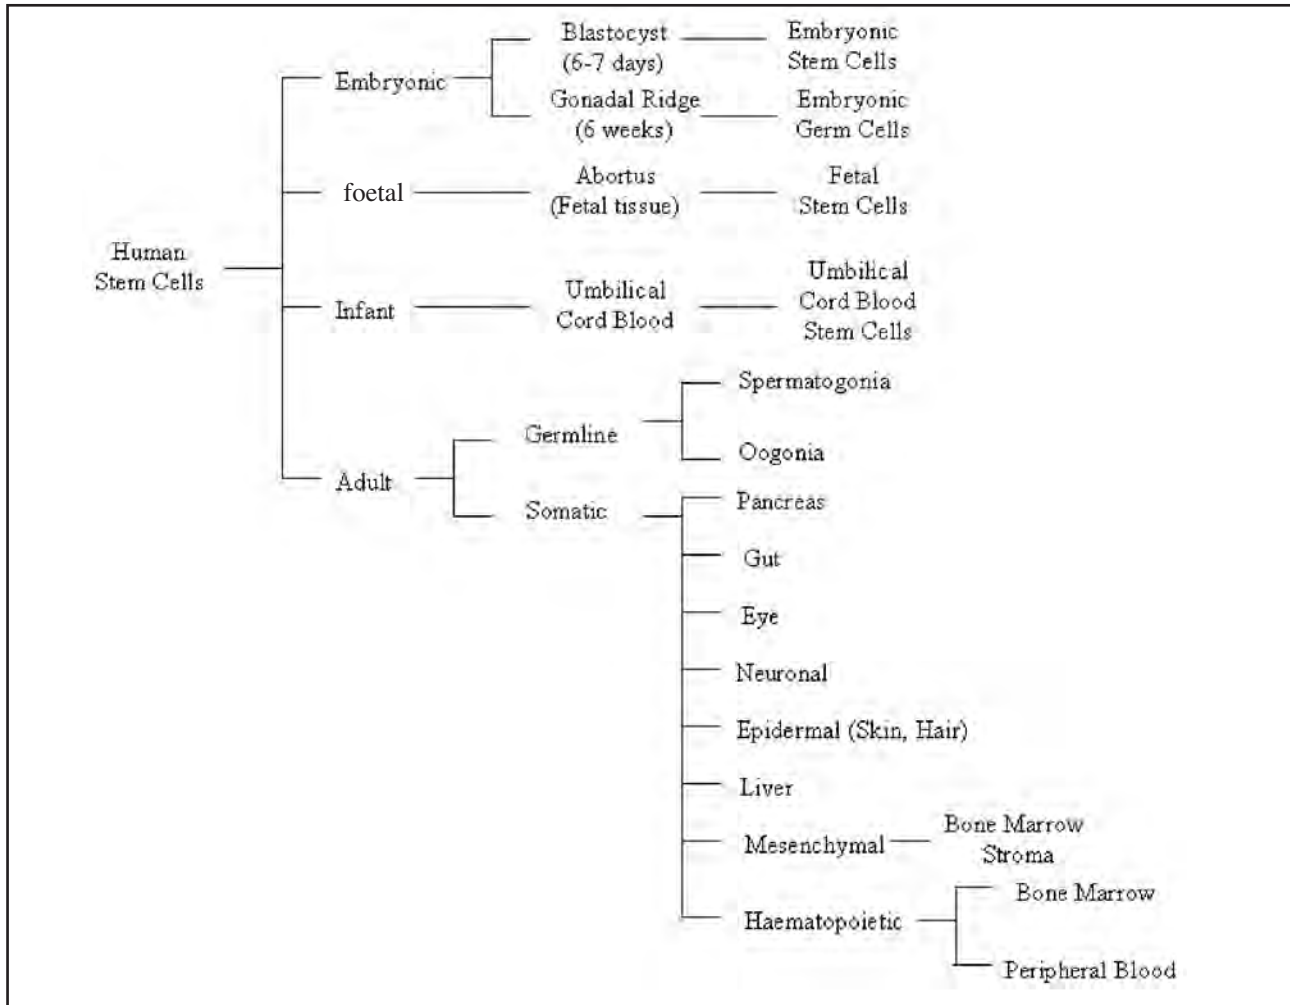 Human
Stem Cells
Embryonic
Blastocyst
(6-7 days)
Embryonic
Stem Cells
Gonadal Ridge
(6 weeks)
Embryonic
Germ Cells
foetal
Abortus
(Fetal tissue)
Fetal
Stem Cells
Infant
Umbilical
Cord Blood
Umbilical
Cord Blood
Stem Cells
Adult
Germline
Spermatogonia
Oogonia
Somatic
Pancreas
Gut
Eye
Neuronal
Epidermal (Skin, Hair)
Liver
Mesenchymal
Bone Marrow
Stroma
Haematopoietic
Bone Marrow
Peripheral Blood